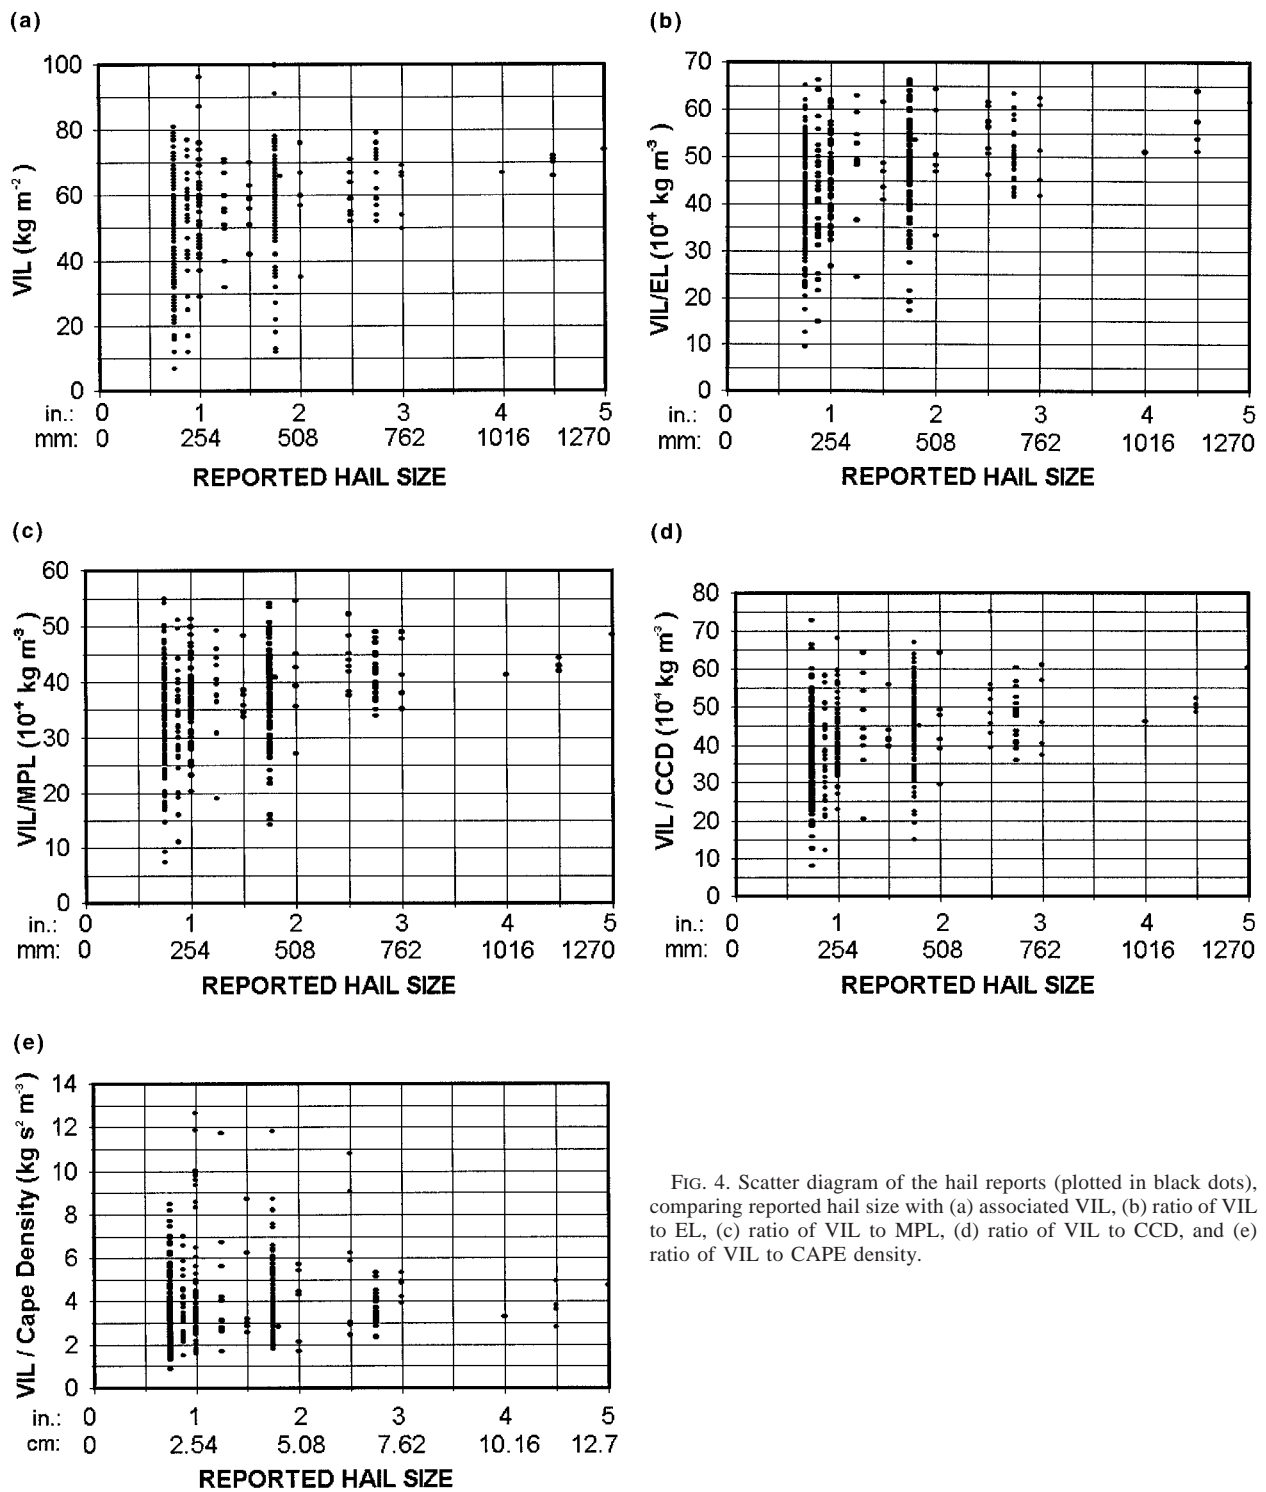 (a)
VIL (kg m⁻²)
100
80
60
40
20
0
in.: 0 1 2 3 4 5
mm: 0 254 508 762 1016 1270
REPORTED HAIL SIZE
(b)
VIL/EL (10⁻⁴ kg m⁻³)
70
60
50
40
30
20
10
0
in.: 0 1 2 3 4 5
mm: 0 254 508 762 1016 1270
REPORTED HAIL SIZE
(c)
VIL/MPL (10⁻⁴ kg m⁻³)
60
50
40
30
20
10
0
in.: 0 1 2 3 4 5
mm: 0 254 508 762 1016 1270
REPORTED HAIL SIZE
(d)
VIL / CCD (10⁻⁴ kg m⁻³)
80
70
60
50
40
30
20
10
0
in.: 0 1 2 3 4 5
mm: 0 254 508 762 1016 1270
REPORTED HAIL SIZE
(e)
VIL / Cape Density (kg s² m⁻³)
14
12
10
8
6
4
2
0
in.: 0 1 2 3 4 5
cm: 0 2.54 5.08 7.62 10.16 12.7
REPORTED HAIL SIZE
FIG. 4. Scatter diagram of the hail reports (plotted in black dots),
comparing reported hail size with (a) associated VIL, (b) ratio of VIL
to EL, (c) ratio of VIL to MPL, (d) ratio of VIL to CCD, and (e)
ratio of VIL to CAPE density.